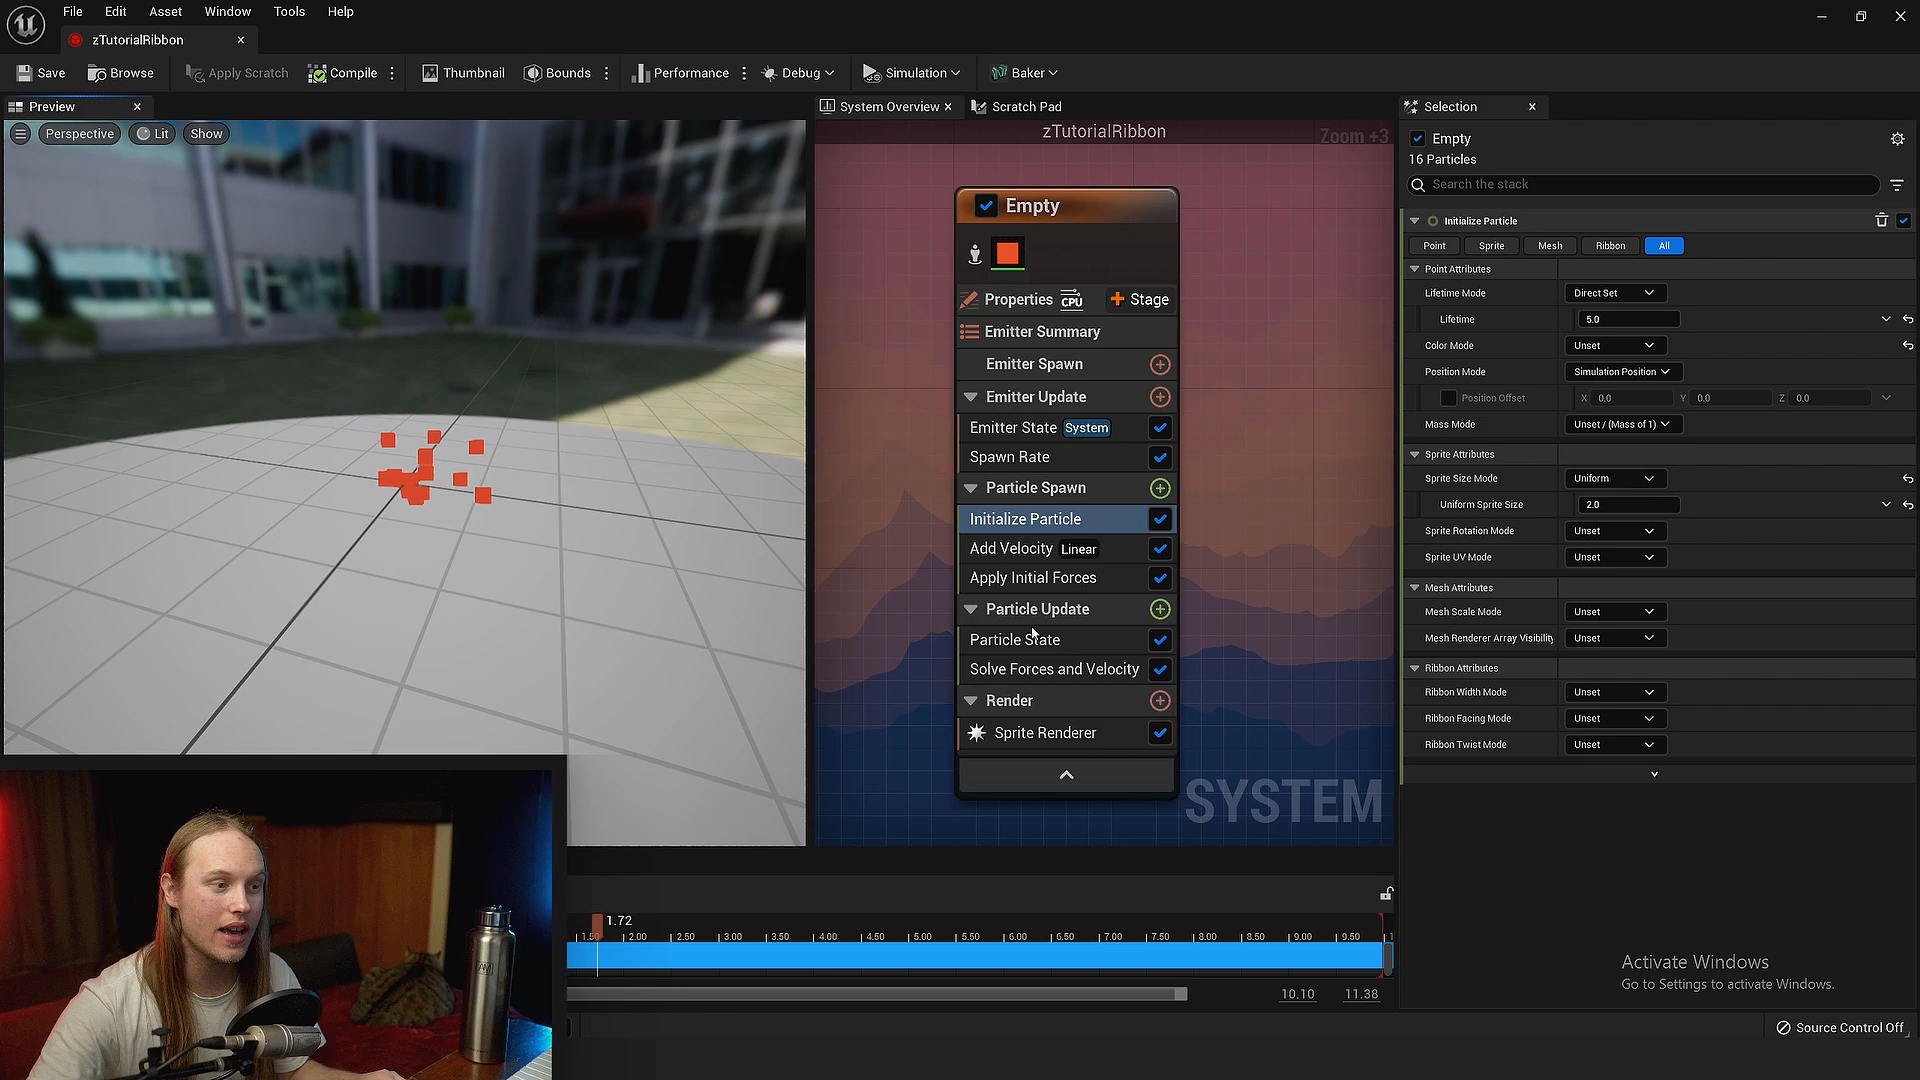 File Edit Asset Window Tools Help
zTutorialRibbon
Save Browse Apply Scratch Compile Thumbnail Bounds Performance Debug Simulation Baker
Preview
System Overview
Scratch Pad
Selection
Perspective Lit Show
zTutorialRibbon
Zoom +3
Empty
Properties CPU Stage
Emitter Summary
Emitter Spawn
Emitter Update
Emitter State System
Spawn Rate
Particle Spawn
Initialize Particle
Add Velocity Linear
Apply Initial Forces
Particle Update
Particle State
Solve Forces and Velocity
Render
Sprite Renderer
SYSTEM
Empty
16 Particles
Search the stack
Initialize Particle
Point Sprite Mesh Ribbon All
Point Attributes
Lifetime Mode Direct Set
Lifetime 5.0
Color Mode Unset
Position Mode Simulation Position
Position Offset X 0.0 Y 0.0 Z 0.0
Mass Mode Unset / (Mass of 1)
Sprite Attributes
Sprite Size Mode Uniform
Uniform Sprite Size 2.0
Sprite Rotation Mode Unset
Sprite UV Mode Unset
Mesh Attributes
Mesh Scale Mode Unset
Mesh Renderer Array Visibility Unset
Ribbon Attributes
Ribbon Width Mode Unset
Ribbon Facing Mode Unset
Ribbon Twist Mode Unset
1.72
1.50 2.00 2.50 3.00 3.50 4.00 4.50 5.00 5.50 6.00 6.50 7.00 7.50 8.00 8.50 9.00 9.50
10.10 11.38
Activate Windows
Go to Settings to activate Windows.
Source Control Off